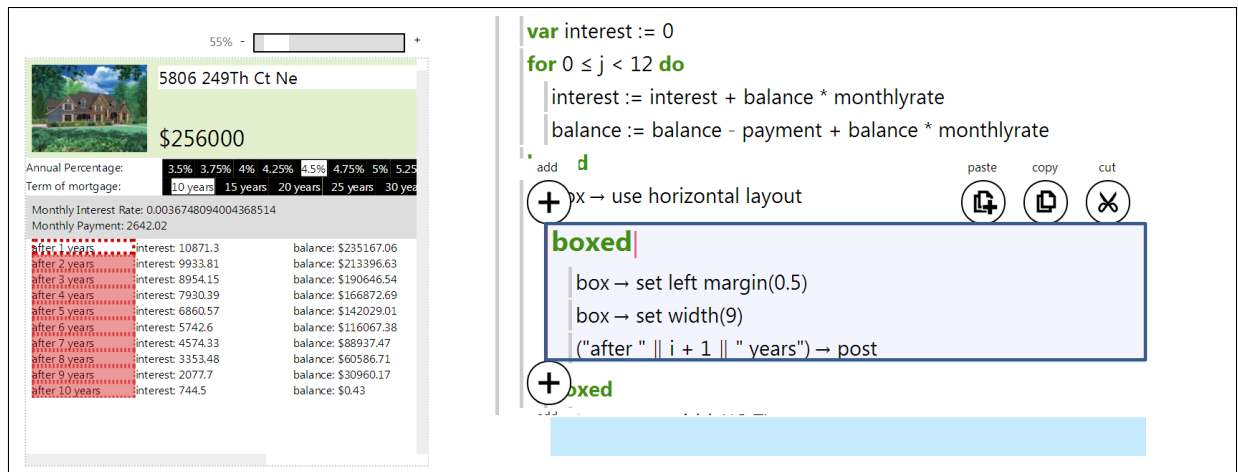 55% - +
5806 249Th Ct Ne
$256000
Annual Percentage: 3.5% 3.75% 4% 4.25% 4.5% 4.75% 5% 5.25
Term of mortgage: 10 years 15 years 20 years 25 years 30 yea
Monthly Interest Rate: 0.0036748094004368514
Monthly Payment: 2642.02
after 1 years interest: 10871.3 balance: $235167.06
after 2 years interest: 9933.81 balance: $213396.63
after 3 years interest: 8954.15 balance: $190646.54
after 4 years interest: 7930.39 balance: $166872.69
after 5 years interest: 6860.57 balance: $142029.01
after 6 years interest: 5742.6 balance: $116067.38
after 7 years interest: 4574.33 balance: $88937.47
after 8 years interest: 3353.48 balance: $60586.71
after 9 years interest: 2077.7 balance: $30960.17
after 10 years interest: 744.5 balance: $0.43
var interest := 0
for 0 ≤ j < 12 do
interest := interest + balance * monthlyrate
balance := balance - payment + balance * monthlyrate
d
add paste copy cut
ox → use horizontal layout
boxed
box → set left margin(0.5)
box → set width(9)
("after " ‖ i + 1 ‖ " years") → post
oxed